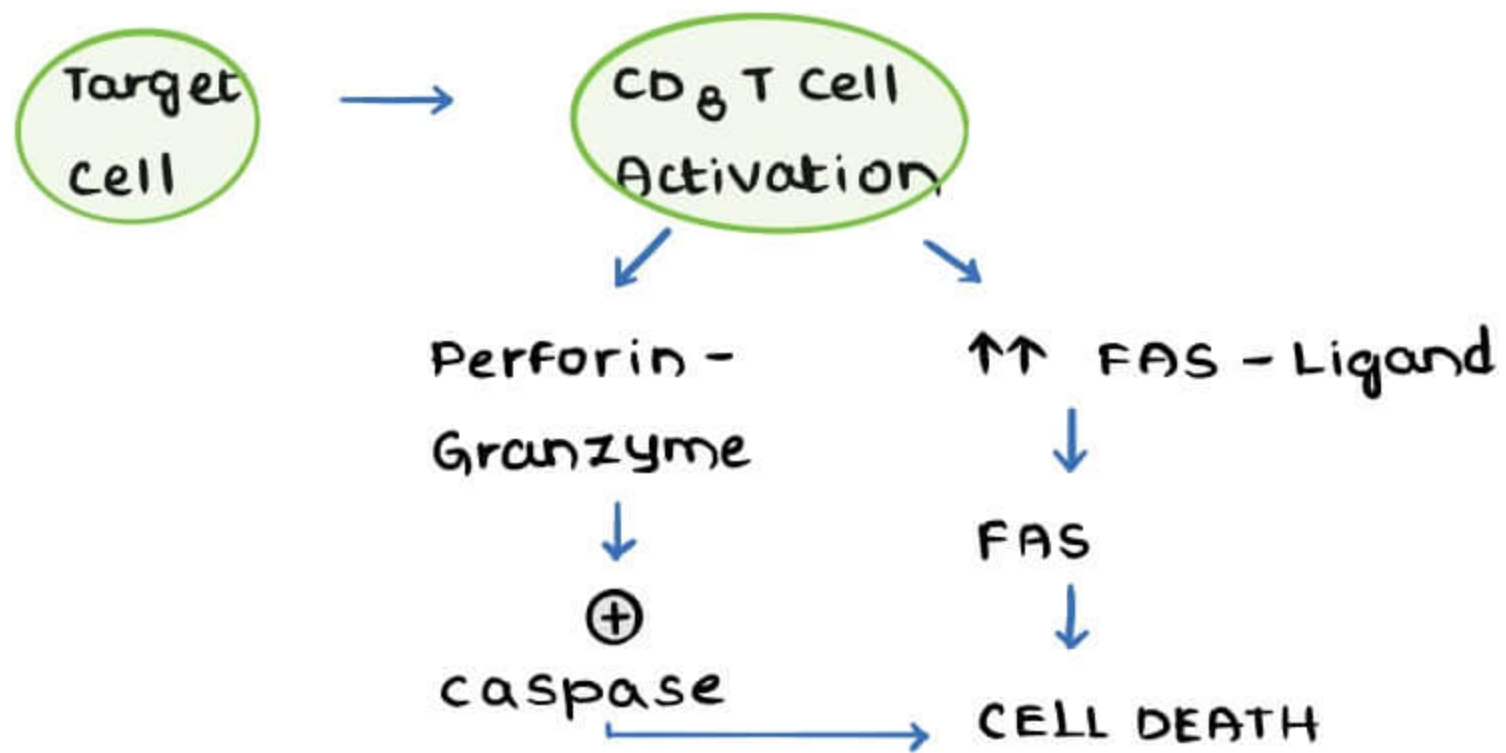 Target
cell
CD8 T Cell
Activation
Perforin -
Granzyme
+
caspase
↑↑ FAS - Ligand
FAS
CELL DEATH